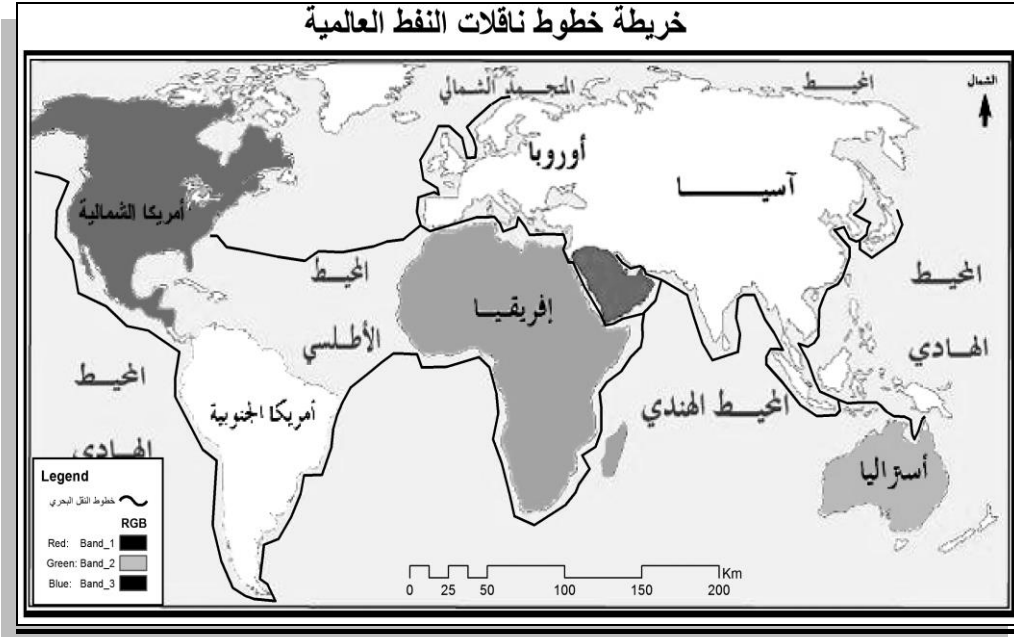 خريطة خطوط ناقلات النفط العالمية
المحيط المتجمد الشمالي
الشمال
أوروبا
آسيا
أمريكا الشمالية
المحيط
الأطلسي
إفريقيا
المحيط
الهادي
المحيط
الهادي
أمريكا الجنوبية
المحيط الهندي
أستراليا
Legend
خطوط النقل البحري
RGB
Red: Band_1
Green: Band_2
Blue: Band_3
0 25 50 100 150 200 Km